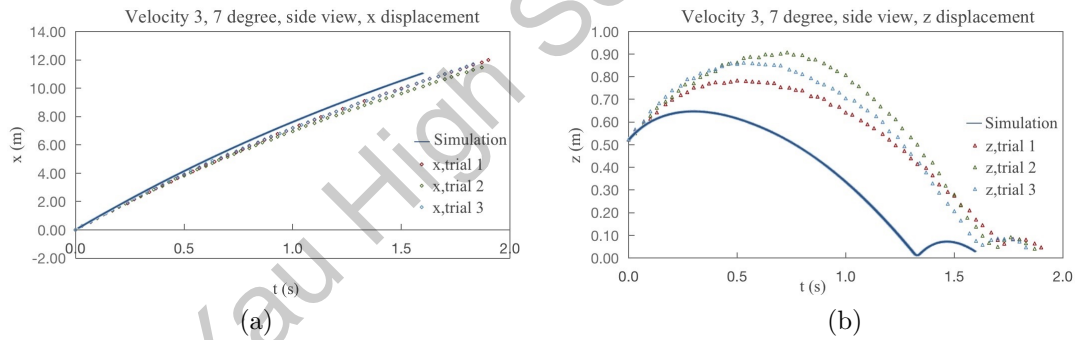 Velocity 3, 7 degree, side view, x displacement
14.00
12.00
10.00
8.00
6.00
4.00
2.00
0.00
-2.00
0.0
0.5
1.0
1.5
2.0
x (m)
t (s)
Simulation
x,trial 1
x,trial 2
x,trial 3
(a)
Velocity 3, 7 degree, side view, z displacement
1.00
0.90
0.80
0.70
0.60
0.50
0.40
0.30
0.20
0.10
0.00
0.0
0.5
1.0
1.5
2.0
z (m)
t (s)
Simulation
z,trial 1
z,trial 2
z,trial 3
(b)
Yau High